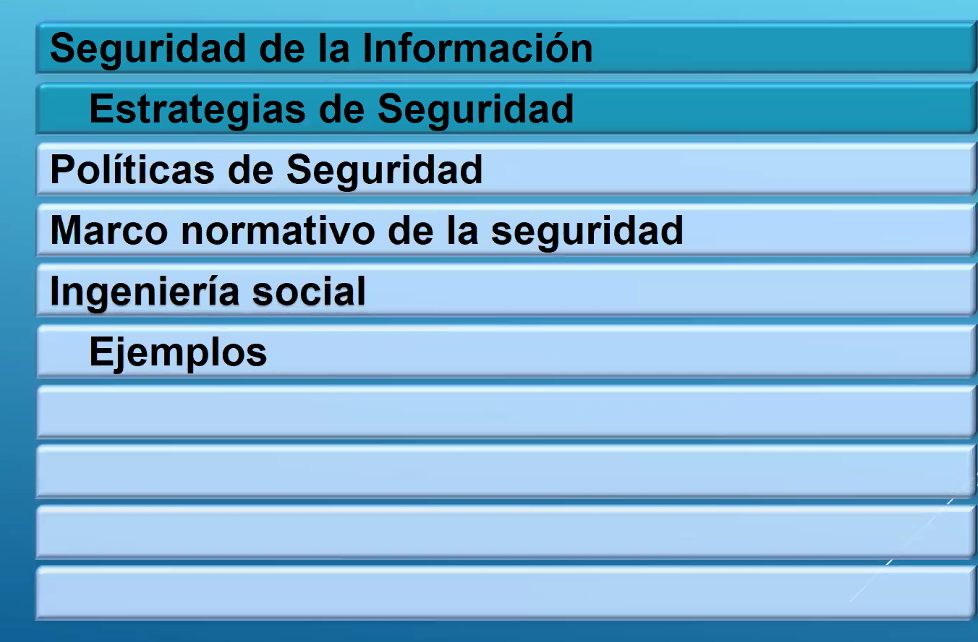 Seguridad de la Información
Estrategias de Seguridad
Políticas de Seguridad
Marco normativo de la seguridad
Ingeniería social
Ejemplos